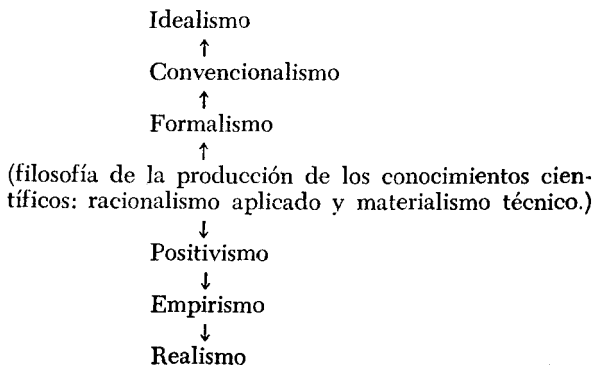 Idealismo
↑
Convencionalismo
↑
Formalismo
↑
(filosofía de la producción de los conocimientos cien-
tíficos: racionalismo aplicado y materialismo técnico.)
↓
Positivismo
↓
Empirismo
↓
Realismo